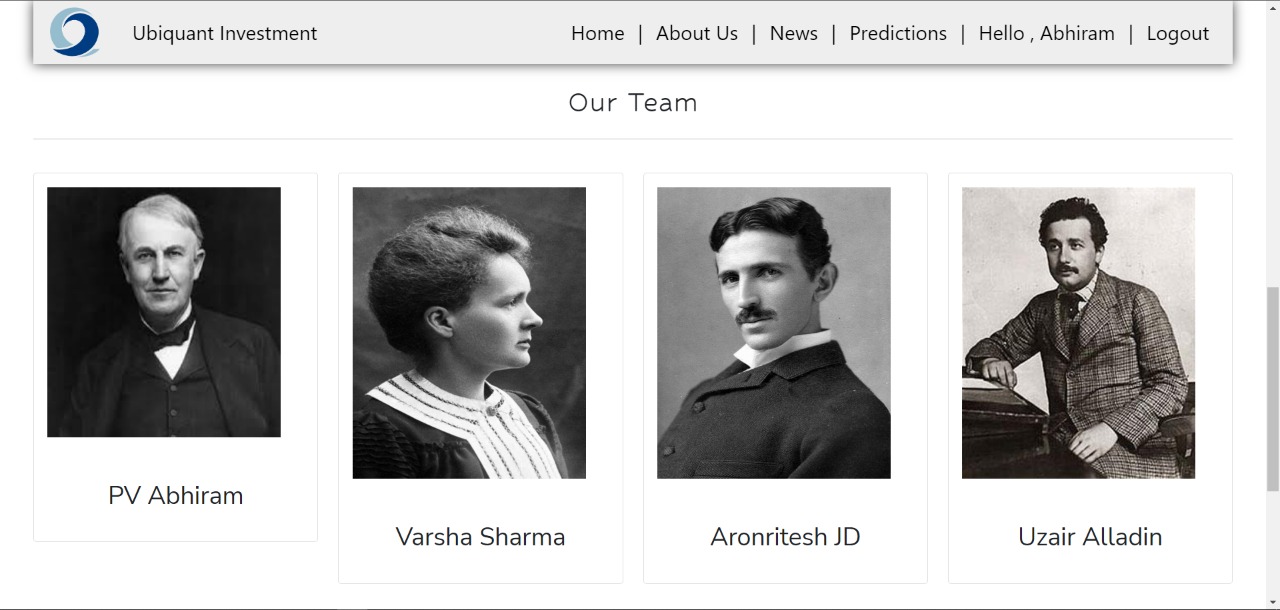 Ubiquant Investment
Home | About Us | News | Predictions | Hello , Abhiram | Logout
Our Team
PV Abhiram
Varsha Sharma
Aronritesh JD
Uzair Alladin